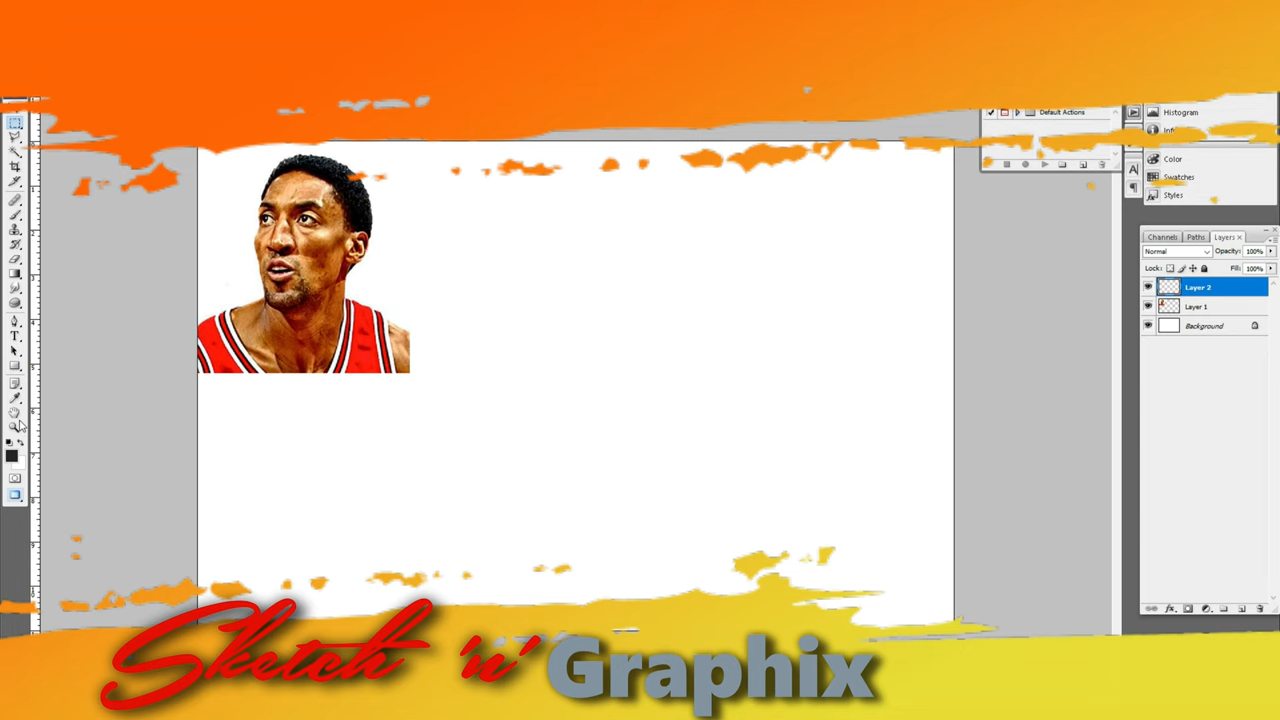 Default Actions
Histogram
Color
Swatches
Styles
Channels Paths Layers ×
Normal Opacity: 100%
Lock: Fill: 100%
Layer 2
Layer 1
Background
Sketch 'n' Graphix